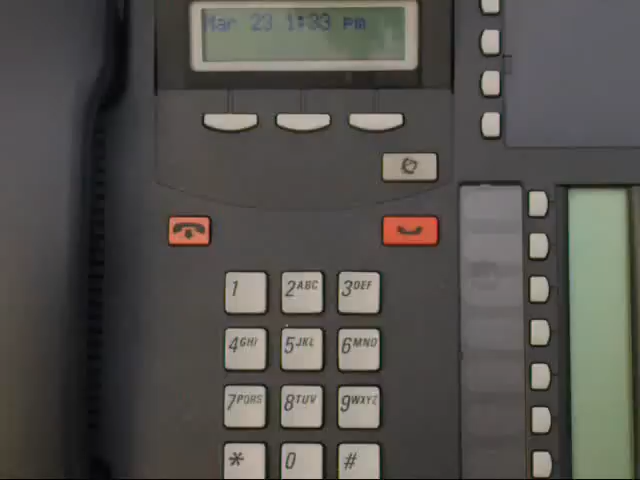 Mar 23 1:33 pm
1 2ABC 3DEF
4GHI 5JKL 6MNO
7PQRS 8TUV 9WXYZ
* 0 #